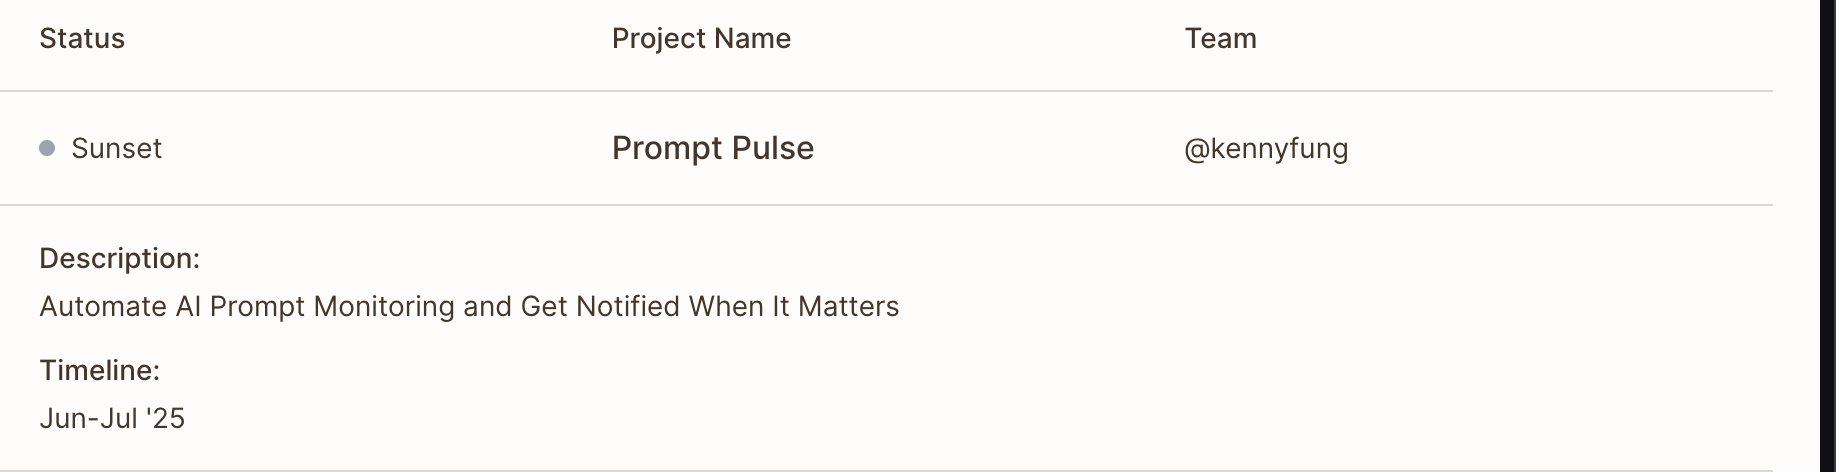 Status Project Name Team
Sunset Prompt Pulse @kennyfung
Description:
Automate AI Prompt Monitoring and Get Notified When It Matters
Timeline:
Jun-Jul '25